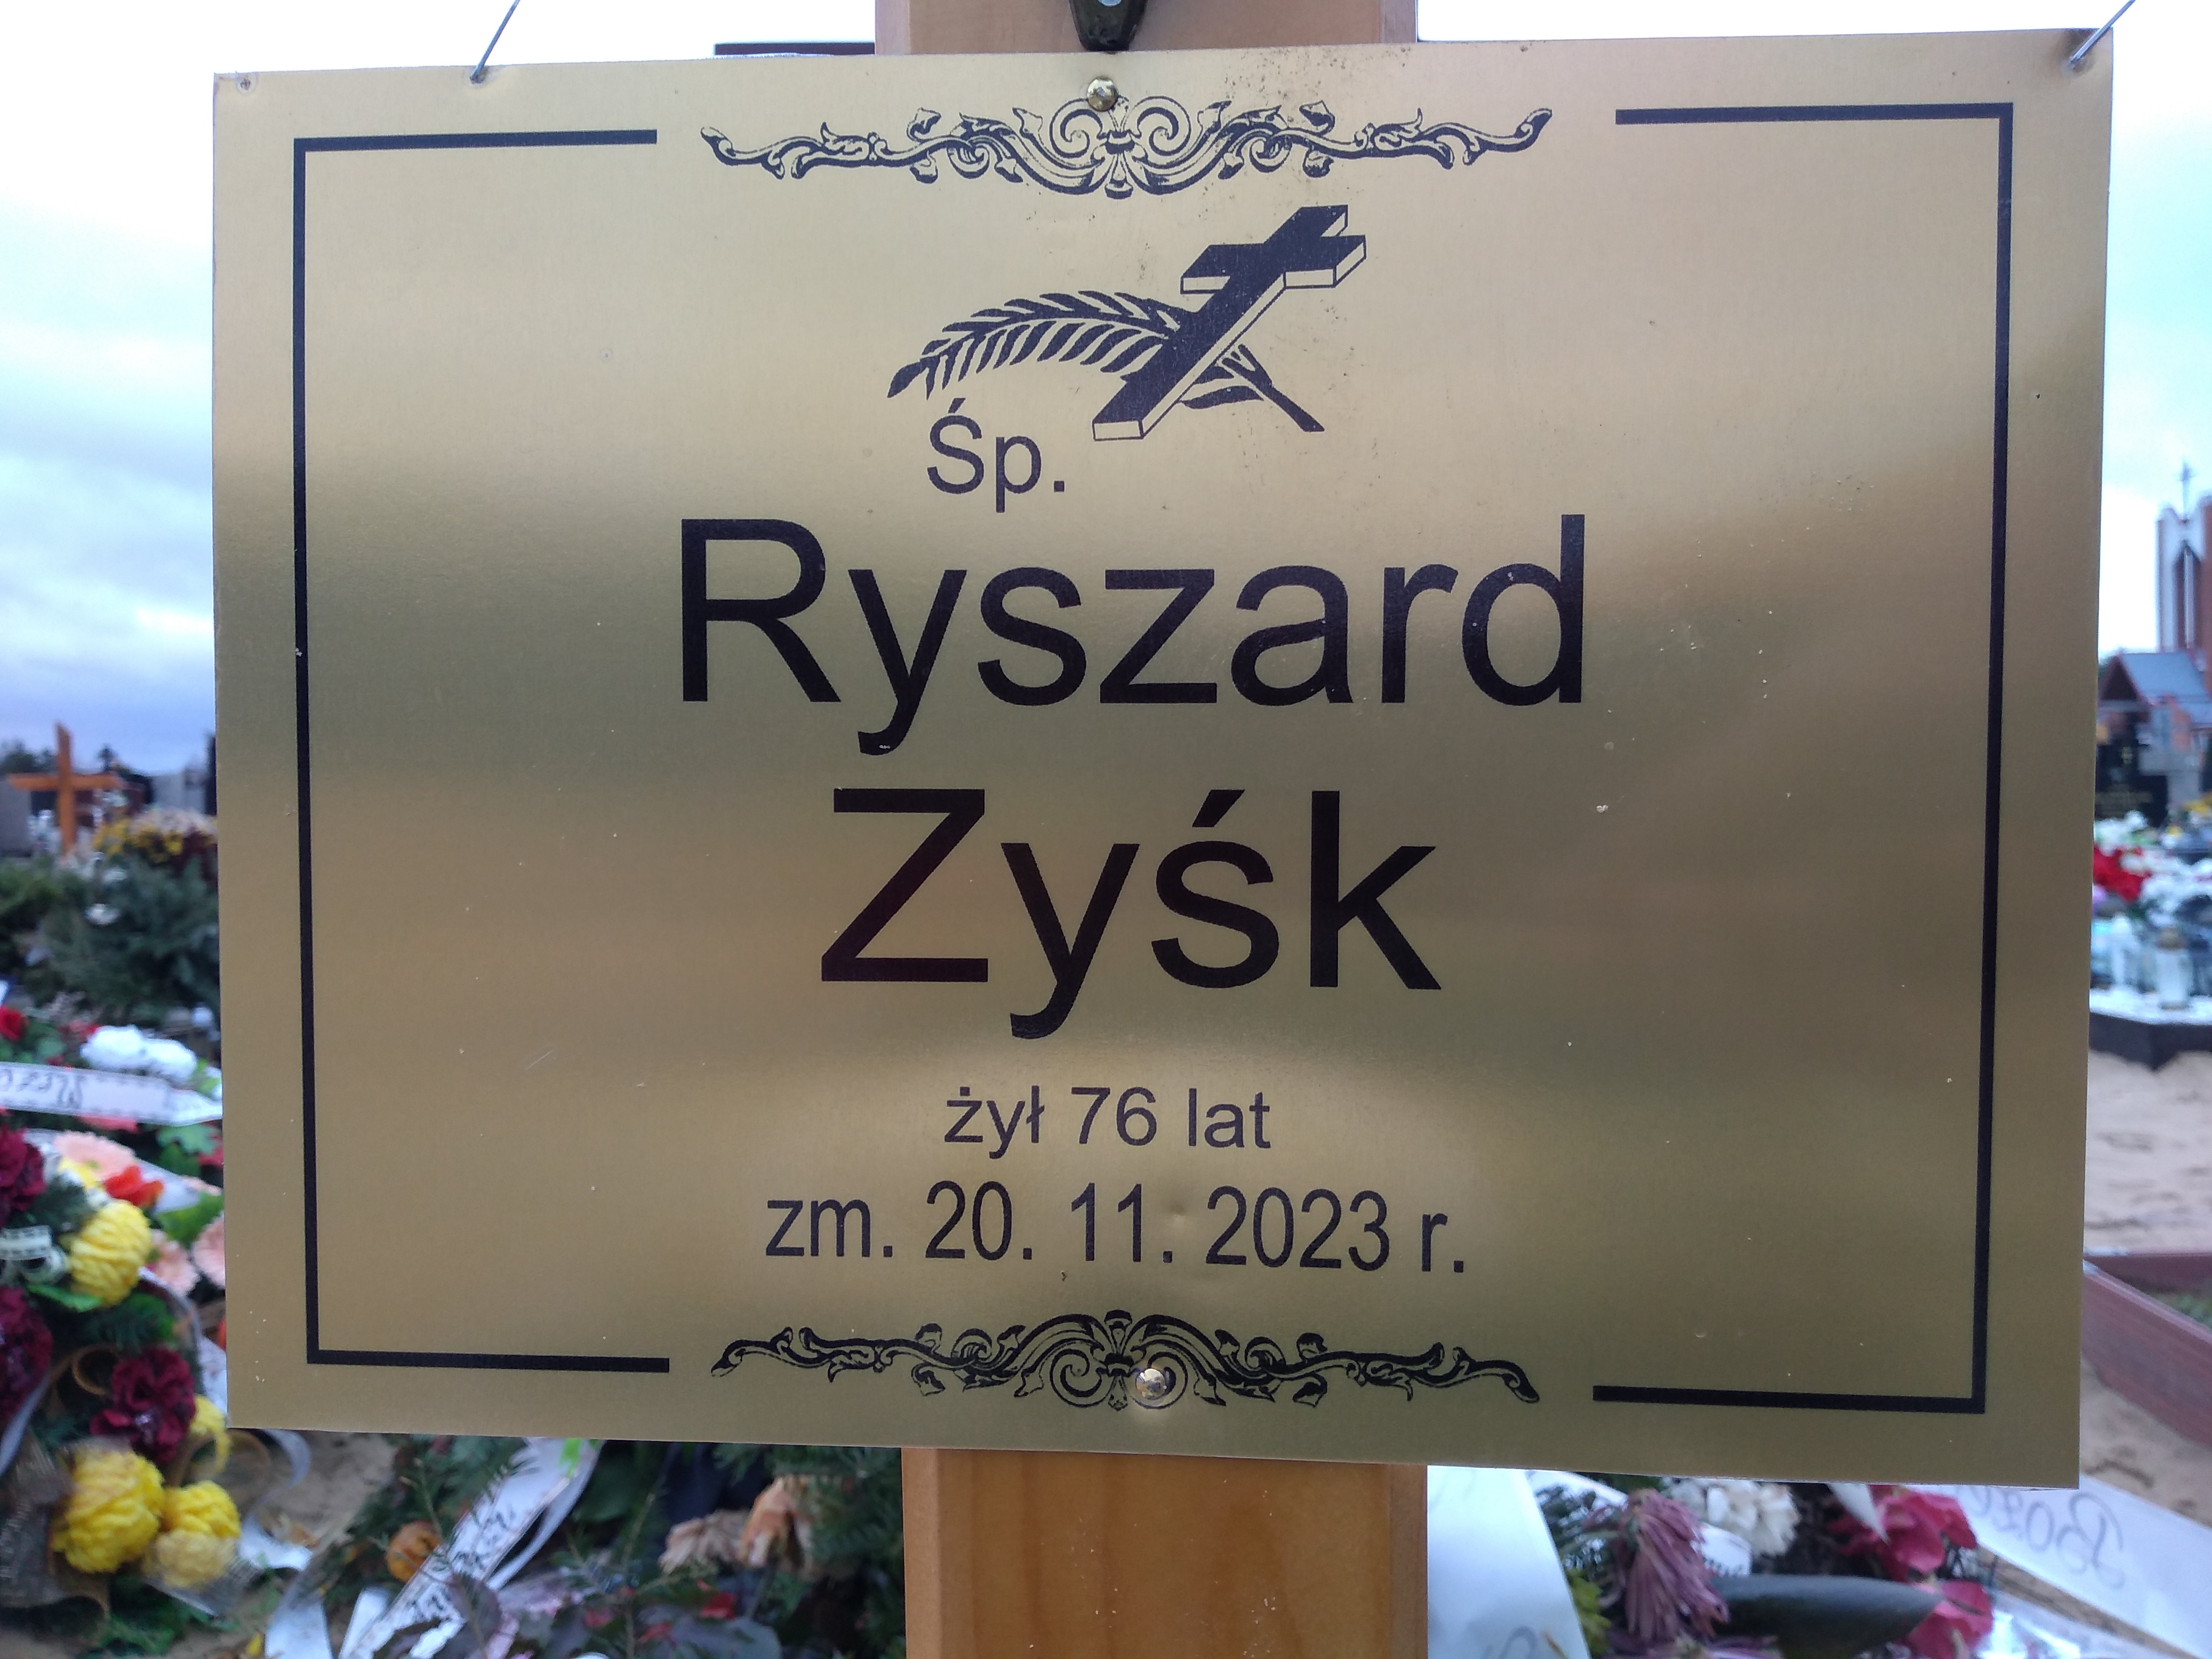 Śp.
Ryszard
Zyśk
żył 76 lat
zm. 20. 11. 2023 r.